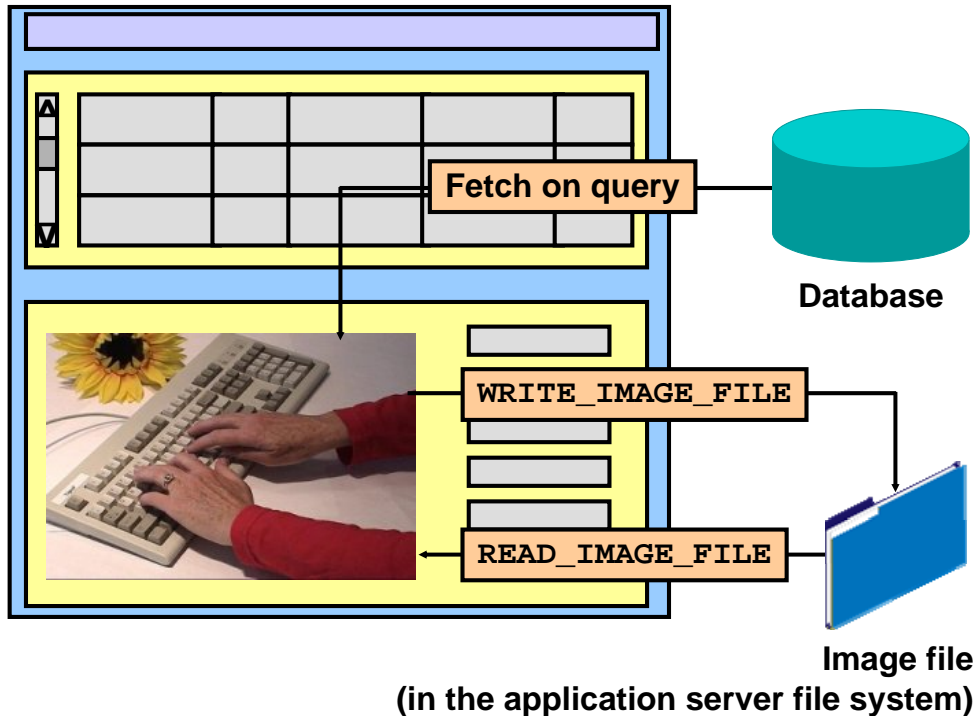 Fetch on query
Database
WRITE_IMAGE_FILE
READ_IMAGE_FILE
Image file
(in the application server file system)